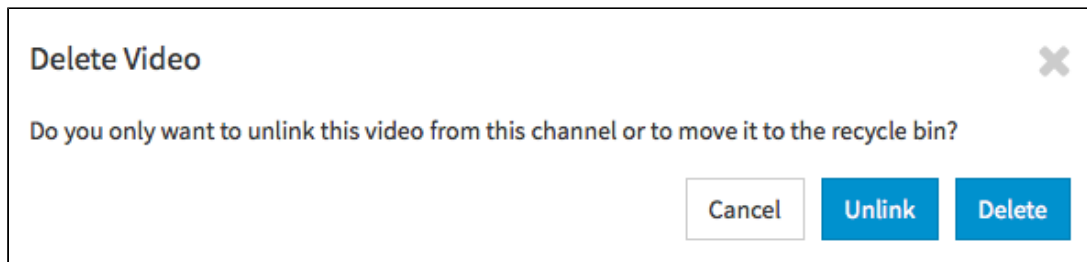 Delete Video
Do you only want to unlink this video from this channel or to move it to the recycle bin?
Cancel Unlink Delete